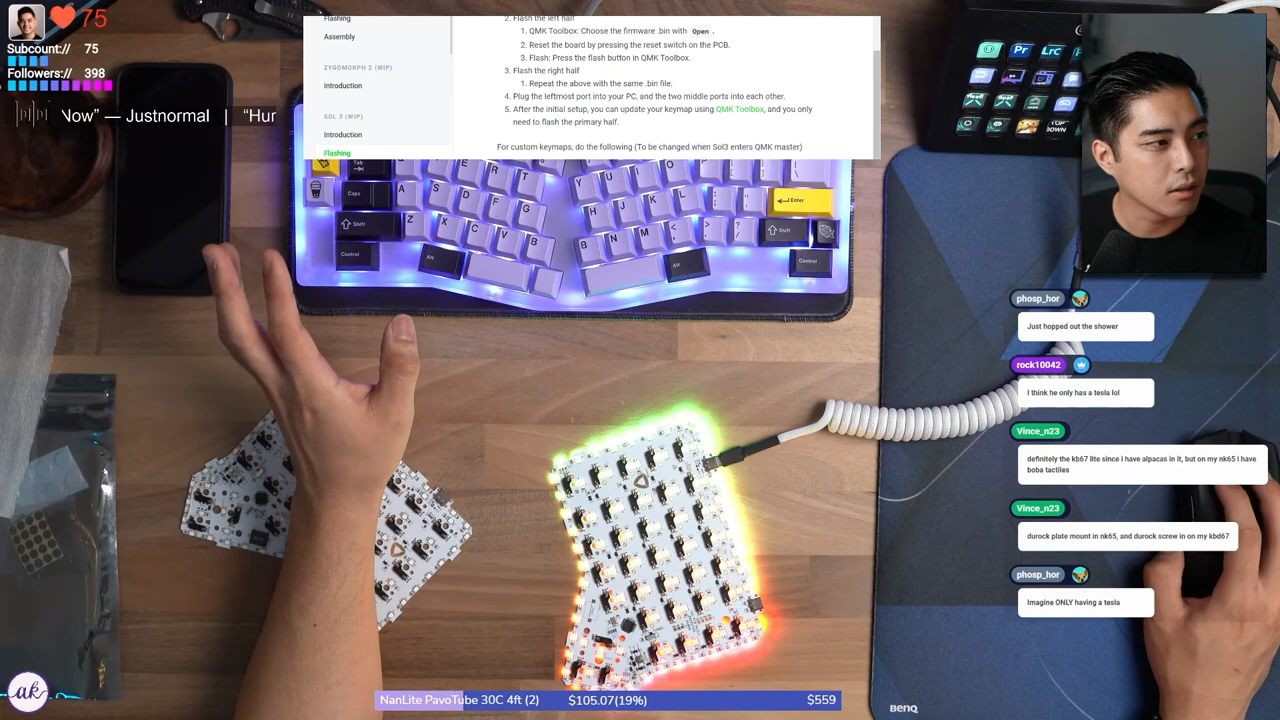 75
Subcount:// 75
Followers:// 398
Now” — Justnormal | “Hur
Flashing
Assembly
ZYGOMORPH 2 (WIP)
Introduction
SOL 3 (WIP)
Introduction
Flashing
2. Flash the left half
1. QMK Toolbox: Choose the firmware .bin with Open .
2. Reset the board by pressing the reset switch on the PCB.
3. Flash: Press the flash button in QMK Toolbox.
3. Flash the right half
1. Repeat the above with the same .bin file.
4. Plug the leftmost port into your PC, and the two middle ports into each other.
5. After the initial setup, you can update your keymap using QMK Toolbox, and you only
need to flash the primary half.
For custom keymaps, do the following (To be changed when Sol3 enters QMK master)
Pr Lrc
TOP
DOWN
Tab E R T Y U I O P
Caps A S D F G H J K L Enter
Shift Z X C V B B N M Shift
Control Alt Alt Control
phosp_hor
Just hopped out the shower
rock10042
I think he only has a tesla lol
Vince_n23
definitely the kb67 lite since i have alpacas in it, but on my nk65 i have
boba tactiles
Vince_n23
durock plate mount in nk65, and durock screw in on my kbd67
phosp_hor
Imagine ONLY having a tesla
ak
NanLite PavoTube 30C 4ft (2) $105.07(19%) $559
BENQ